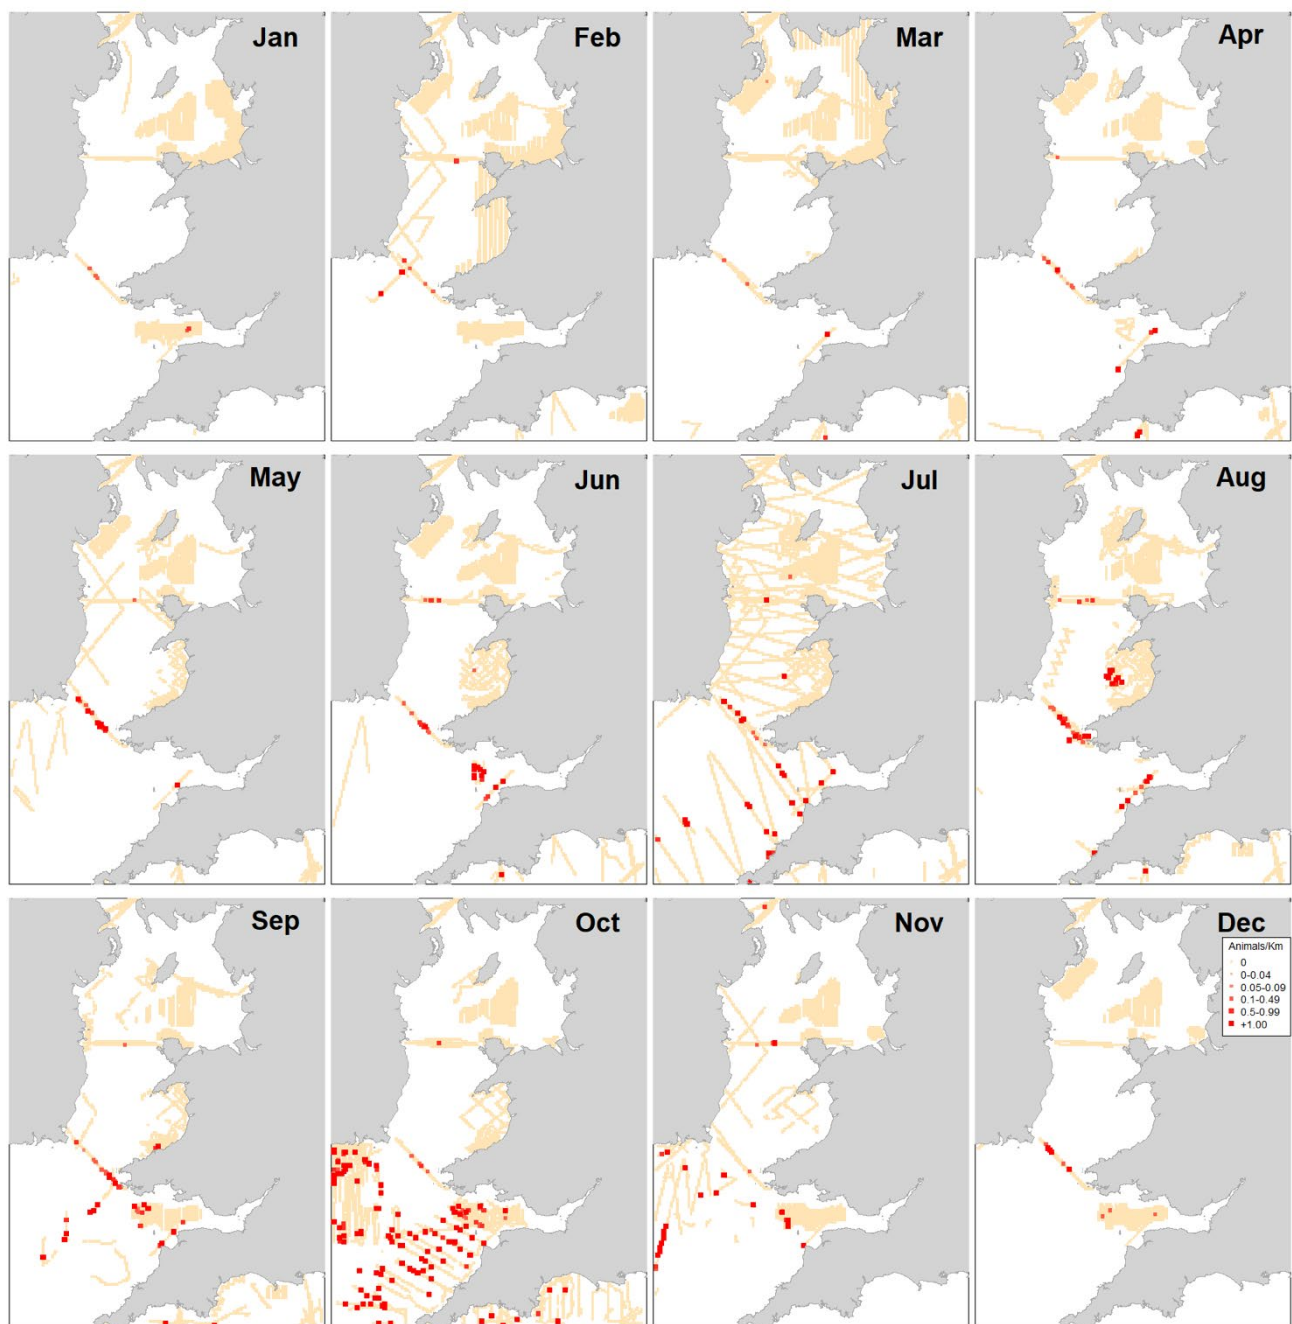 Jan
Feb
Mar
Apr
May
Jun
Jul
Aug
Sep
Oct
Nov
Dec
Animals/Km
0
0-0.04
0.05-0.09
0.1-0.49
0.5-0.99
+1.00